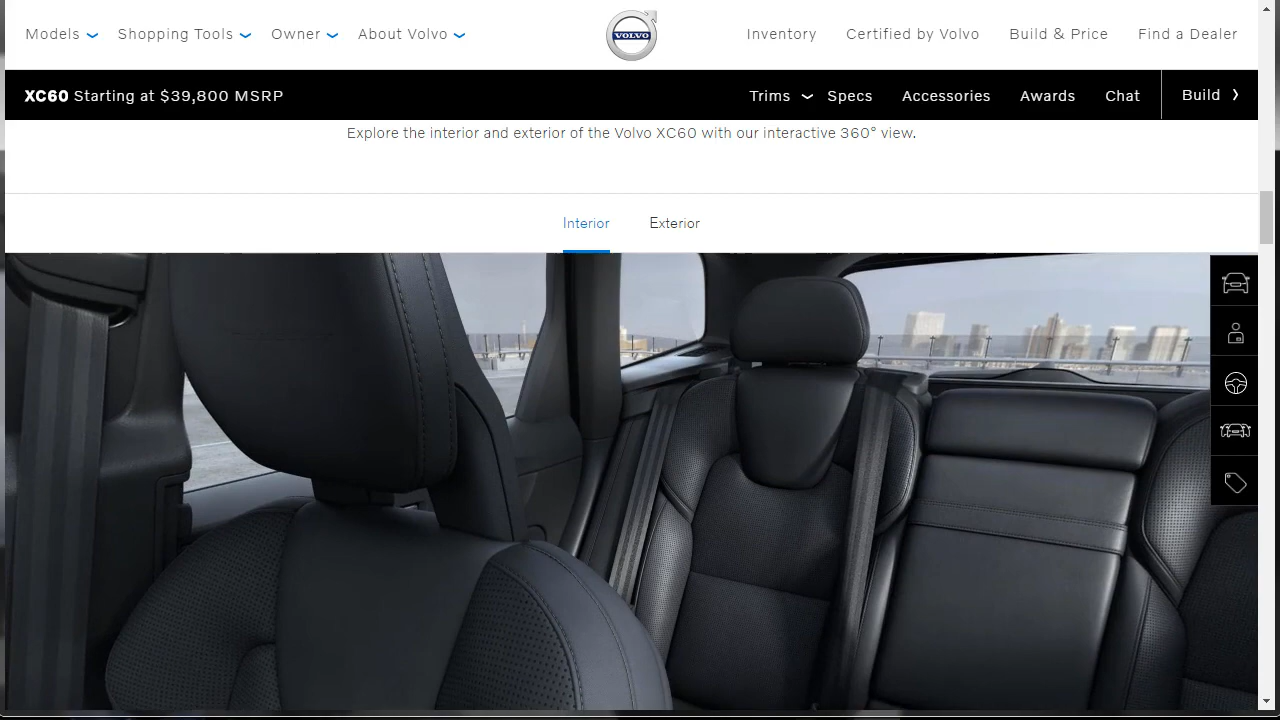 Models Shopping Tools Owner About Volvo VOLVO Inventory Certified by Volvo Build & Price Find a Dealer
XC60 Starting at $39,800 MSRP Trims Specs Accessories Awards Chat Build
Explore the interior and exterior of the Volvo XC60 with our interactive 360° view.
Interior Exterior